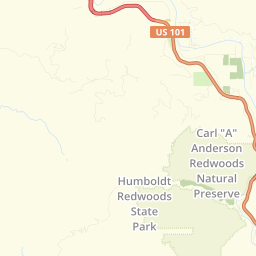 US 101
Carl "A"
Anderson
Redwoods
Natural
Preserve
Humboldt
Redwoods
State
Park